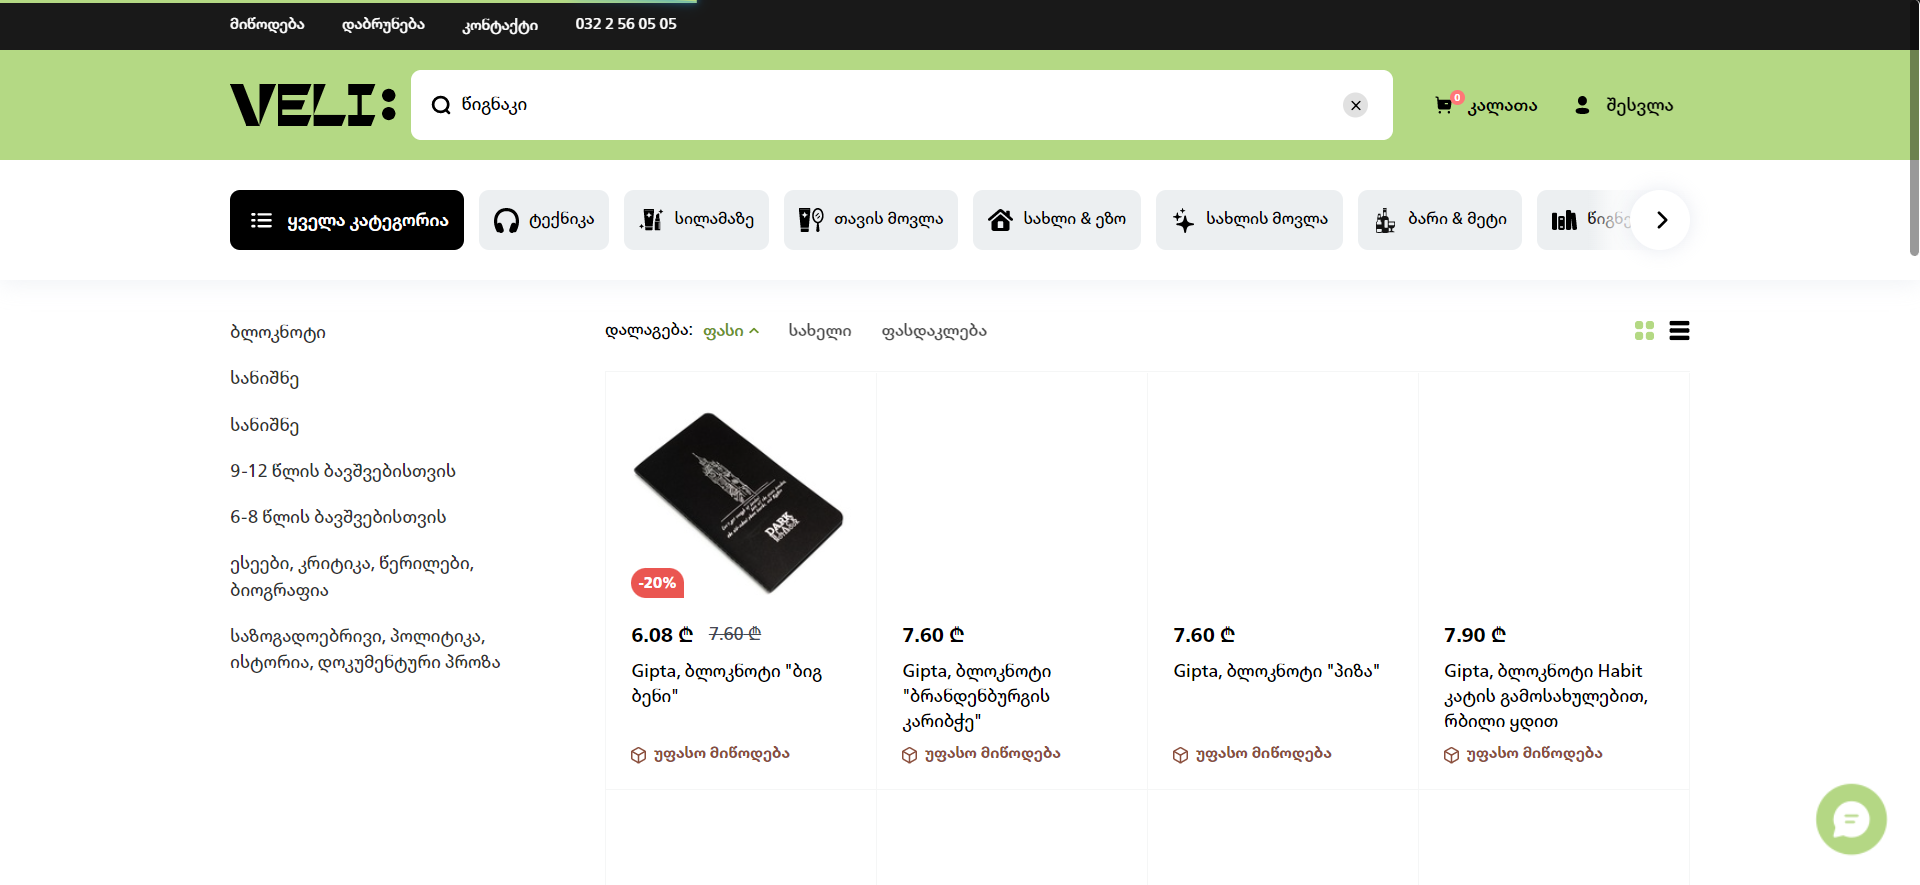 მიწოდება დაბრუნება კონტაქტი 032 2 56 05 05
VELI:
წიგნაკი
0
კალათა
შესვლა
ყველა კატეგორია
ტექნიკა
სილამაზე
თავის მოვლა
სახლი & ეზო
სახლის მოვლა
ბარი & მეტი
ბლოკნოტი
სანიშნე
სანიშნე
9-12 წლის ბავშვებისთვის
6-8 წლის ბავშვებისთვის
ესეები, კრიტიკა, წერილები,
ბიოგრაფია
საზოგადოებრივი, პოლიტიკა,
ისტორია, დოკუმენტური პროზა
დალაგება: ფასი სახელი ფასდაკლება
DARK
-20%
6.08 ₾ 7.60 ₾
Gipta, ბლოკნოტი "ბიგ
ბენი"
უფასო მიწოდება
7.60 ₾
Gipta, ბლოკნოტი
"ბრანდენბურგის
კარიბჭე"
უფასო მიწოდება
7.60 ₾
Gipta, ბლოკნოტი "პიზა"
უფასო მიწოდება
7.90 ₾
Gipta, ბლოკნოტი Habit
კატის გამოსახულებით,
რბილი ყდით
უფასო მიწოდება